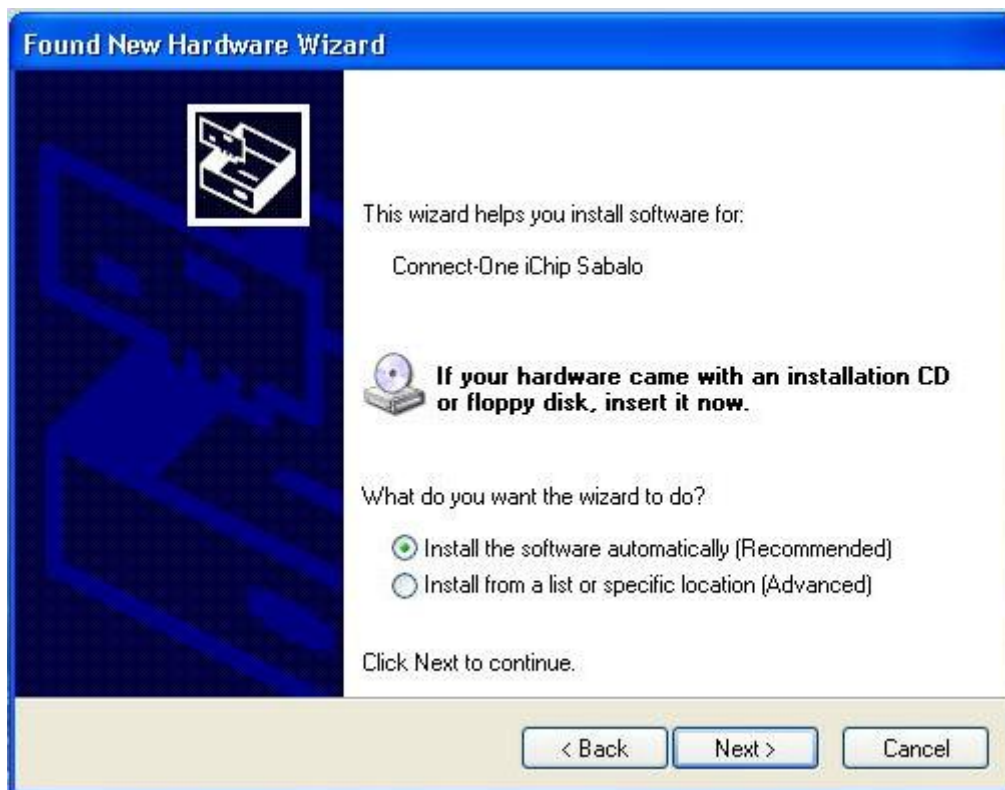 Found New Hardware Wizard
This wizard helps you install software for:
Connect-One iChip Sabalo
If your hardware came with an installation CD
or floppy disk, insert it now.
What do you want the wizard to do?
Install the software automatically (Recommended)
Install from a list or specific location (Advanced)
Click Next to continue.
< Back
Next >
Cancel